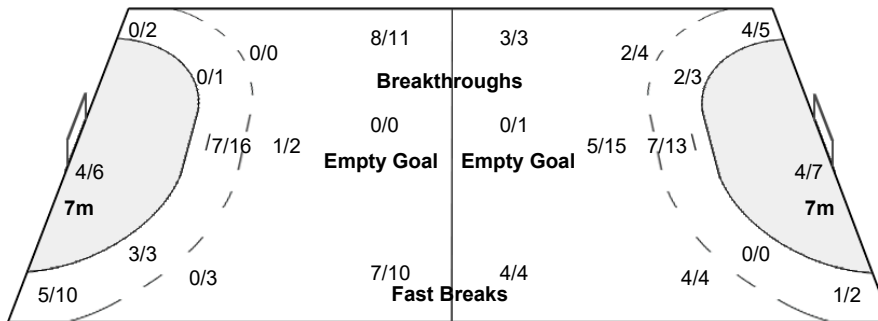 0/2 0/0 8/11 3/3 2/4 4/5
0/1 Breakthroughs 2/3
7/16 1/2 0/0 0/1 5/15 7/13
4/6 Empty Goal Empty Goal 4/7
7m 7m
3/3 0/0
0/3 7/10 4/4 4/4
5/10 Fast Breaks 1/2